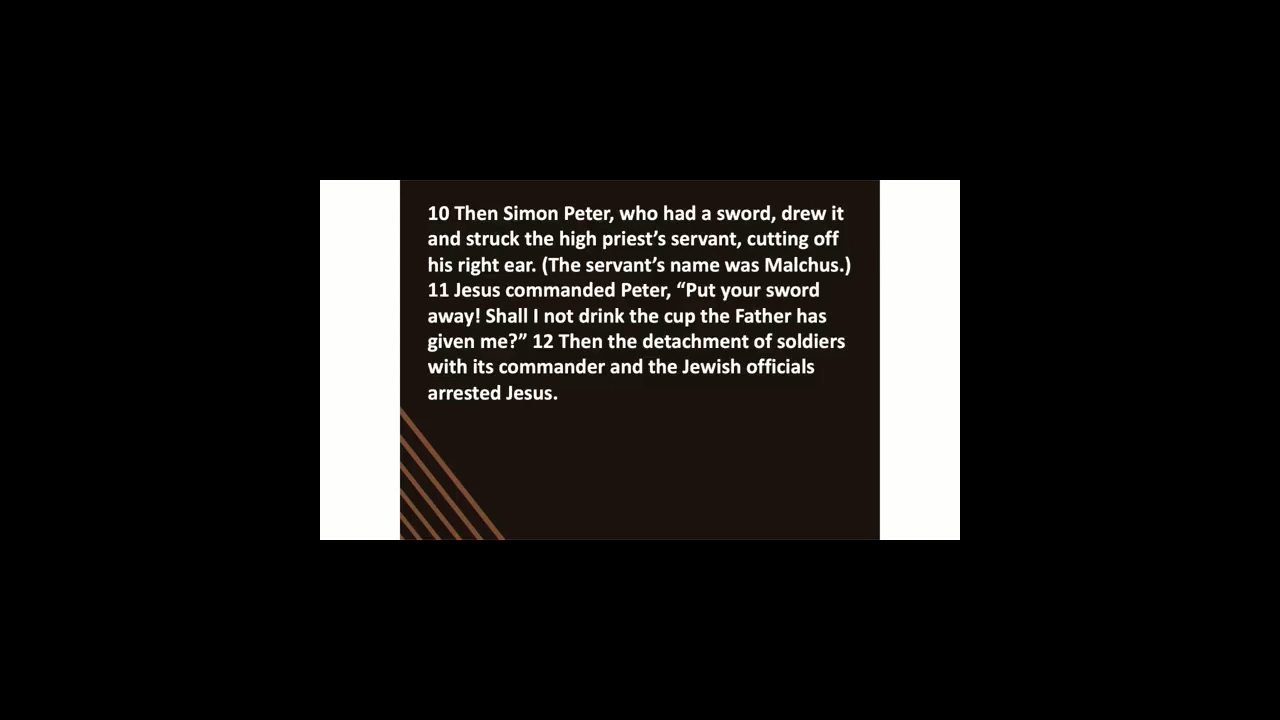 10 Then Simon Peter, who had a sword, drew it
and struck the high priest’s servant, cutting off
his right ear. (The servant’s name was Malchus.)
11 Jesus commanded Peter, “Put your sword
away! Shall I not drink the cup the Father has
given me?” 12 Then the detachment of soldiers
with its commander and the Jewish officials
arrested Jesus.